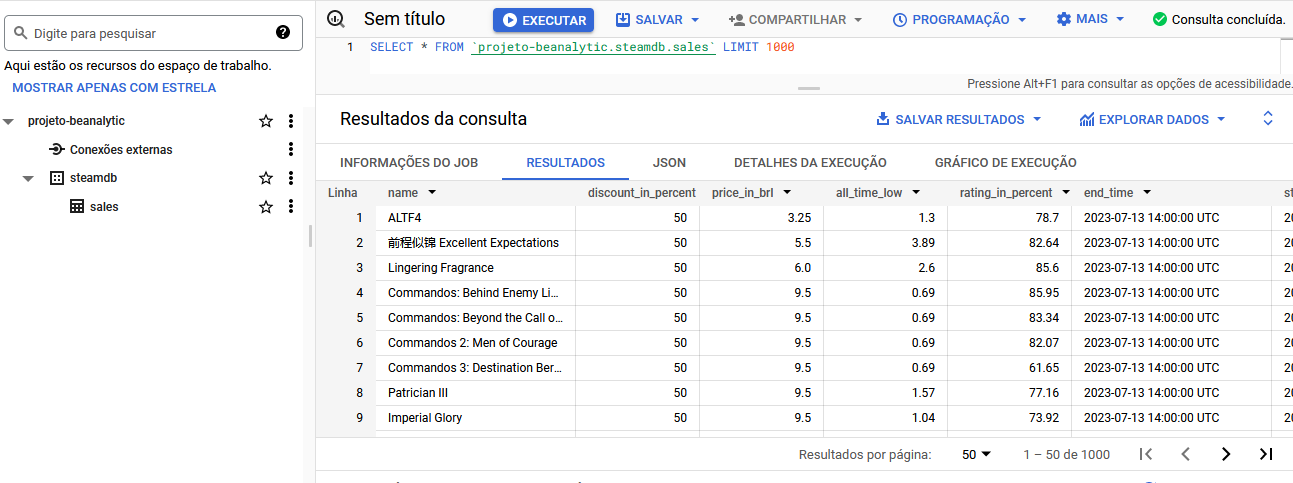 Digite para pesquisar
Aqui estão os recursos do espaço de trabalho.
MOSTRAR APENAS COM ESTRELA
projeto-beanalytic
Conexões externas
steamdb
sales
Sem título EXECUTAR SALVAR COMPARTILHAR PROGRAMAÇÃO MAIS Consulta concluída.
1 SELECT * FROM `projeto-beanalytic.steamdb.sales` LIMIT 1000
Pressione Alt+F1 para consultar as opções de acessibilidade.
Resultados da consulta SALVAR RESULTADOS EXPLORAR DADOS
INFORMAÇÕES DO JOB RESULTADOS JSON DETALHES DA EXECUÇÃO GRÁFICO DE EXECUÇÃO
Linha name discount_in_percent price_in_brl all_time_low rating_in_percent end_time st
1 ALTF4 50 3.25 1.3 78.7 2023-07-13 14:00:00 UTC 20
2 前程似锦 Excellent Expectations 50 5.5 3.89 82.64 2023-07-13 14:00:00 UTC 20
3 Lingering Fragrance 50 6.0 2.6 85.6 2023-07-13 14:00:00 UTC 20
4 Commandos: Behind Enemy Li... 50 9.5 0.69 85.95 2023-07-13 14:00:00 UTC 20
5 Commandos: Beyond the Call o... 50 9.5 0.69 83.34 2023-07-13 14:00:00 UTC 20
6 Commandos 2: Men of Courage 50 9.5 0.69 82.07 2023-07-13 14:00:00 UTC 20
7 Commandos 3: Destination Ber... 50 9.5 0.69 61.65 2023-07-13 14:00:00 UTC 20
8 Patrician III 50 9.5 1.57 77.16 2023-07-13 14:00:00 UTC 20
9 Imperial Glory 50 9.5 1.04 73.92 2023-07-13 14:00:00 UTC 20
Resultados por página: 50 1 – 50 de 1000